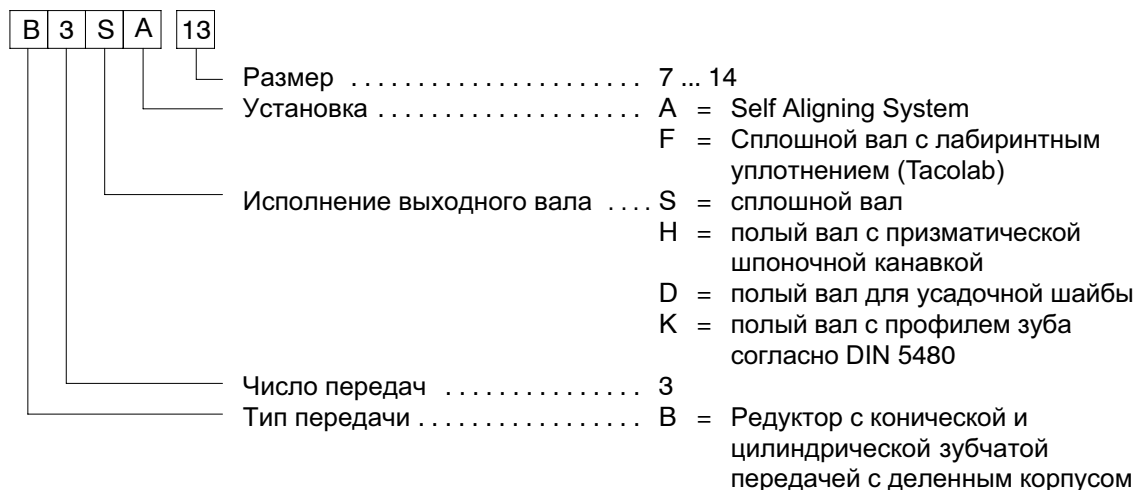 B 3 S A 13
Размер . . . . . . . . . . . . . . . . . . . . . . 7 ... 14
Установка . . . . . . . . . . . . . . . . . . . . A = Self Aligning System
F = Сплошной вал с лабиринтным
уплотнением (Tacolab)
Исполнение выходного вала . . . . S = сплошной вал
H = полый вал с призматической
шпоночной канавкой
D = полый вал для усадочной шайбы
K = полый вал с профилем зуба
согласно DIN 5480
Число передач . . . . . . . . . . . . . . . 3
Тип передачи . . . . . . . . . . . . . . . . . B = Редуктор с конической и
цилиндрической зубчатой
передачей с деленным корпусом